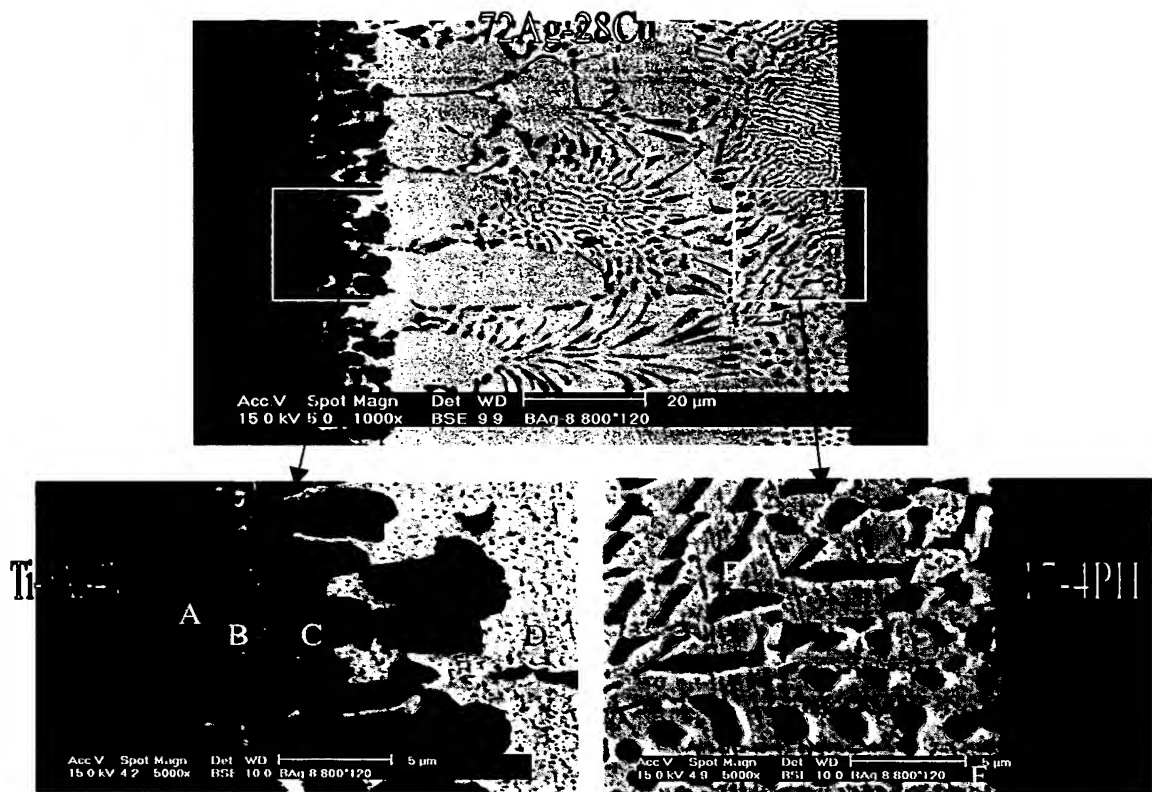 72Ag-28Cu
Acc.V Spot Magn Det WD 20 µm
15.0 kV 5.0 1000x BSE 9.9 BAg-8 800*120
Ti-
-4PH
A
B
C
D
E
Acc.V Spot Magn Det WD 5 µm
15.0 kV 4.2 5000x BSE 10.0 BAg 8 800*120
Acc.V Spot Magn Det WD 5 µm
15.0 kV 4.9 5000x BSE 10.0 BAg 8 800*120
F